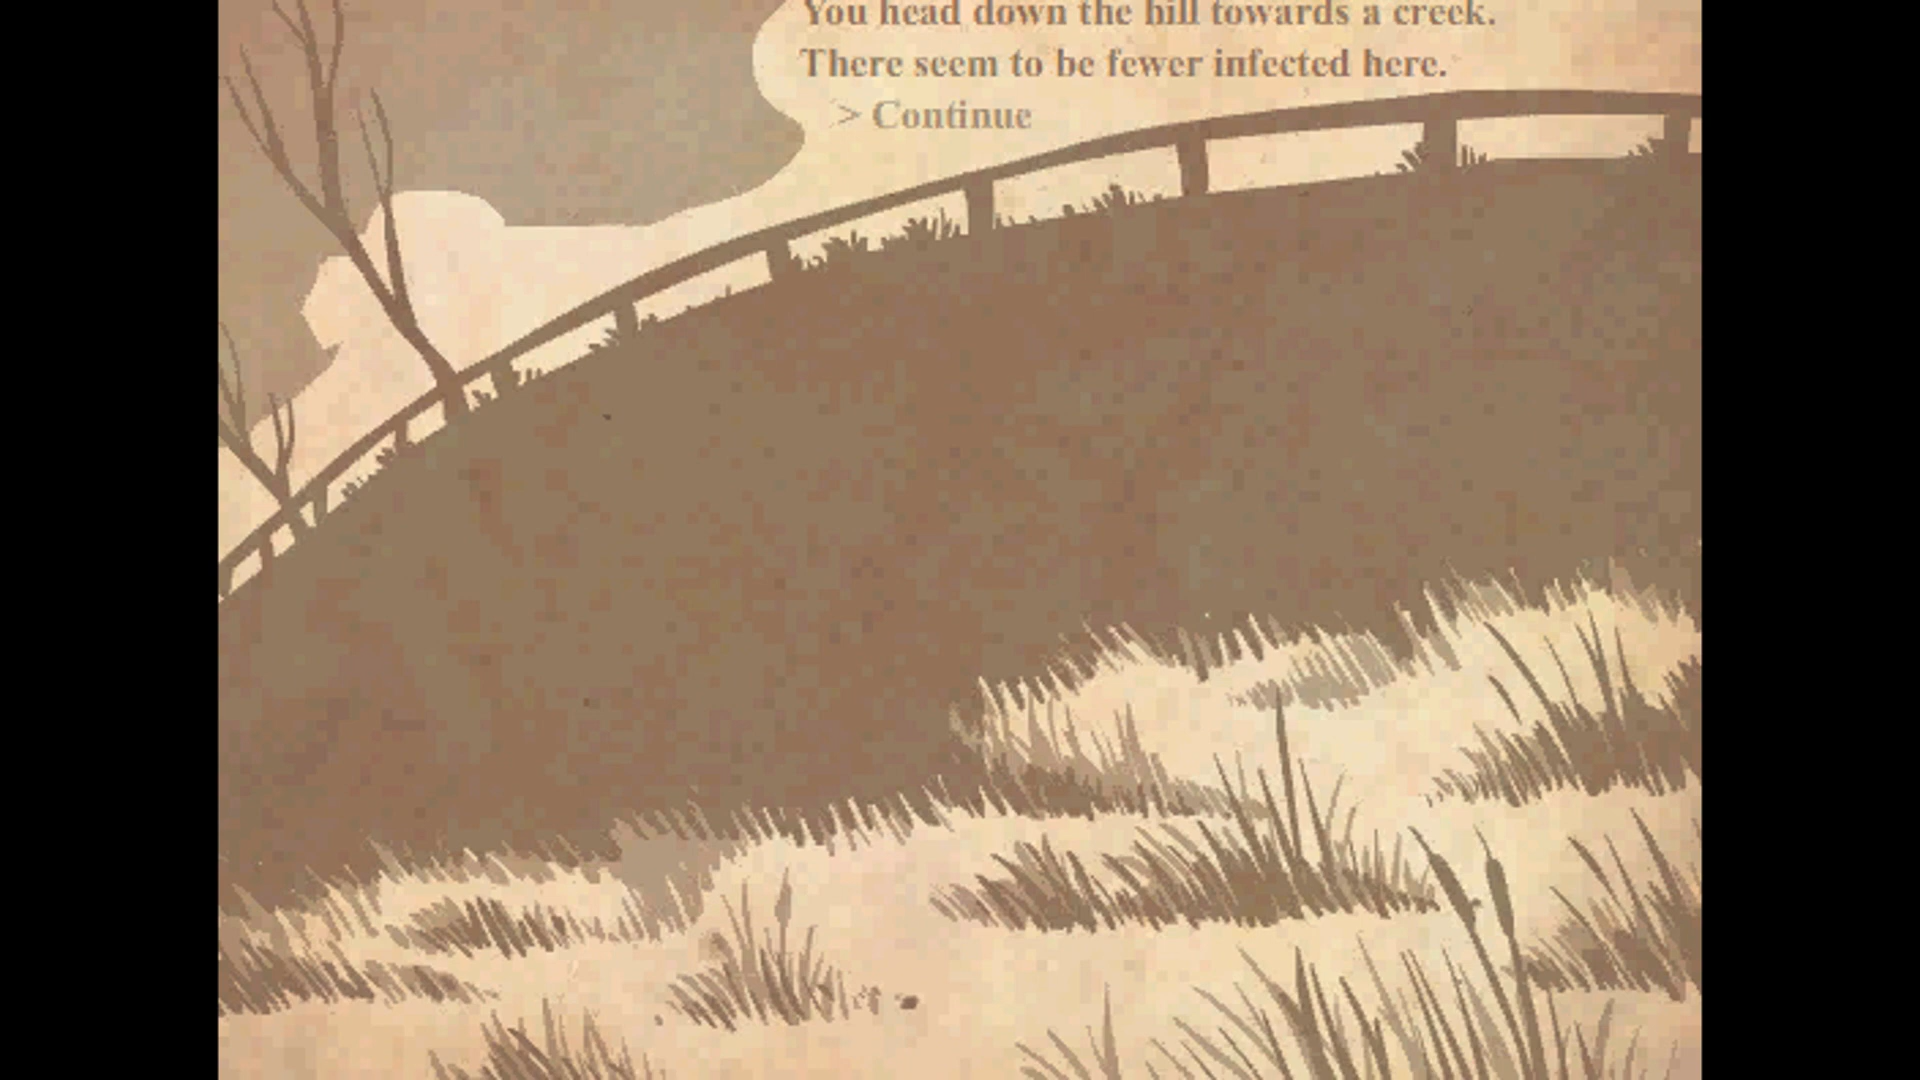 You head down the hill towards a creek.
There seem to be fewer infected here.
> Continue